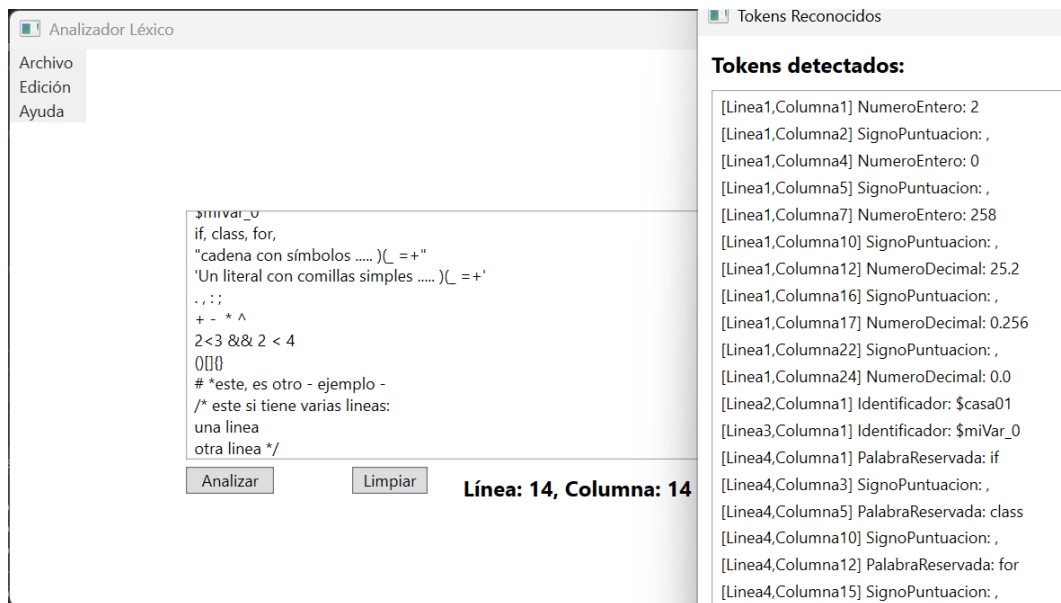 Analizador Léxico
Archivo
Edición
Ayuda
$miVar_0
if, class, for,
"cadena con símbolos ..... )(_ =+"
'Un literal con comillas simples ..... )(_ =+'
. , : ;
+ - * ^
2<3 && 2 < 4
()[]{}
# *este, es otro - ejemplo -
/* este si tiene varias lineas:
una linea
otra linea */
Analizar
Limpiar
Línea: 14, Columna: 14
Tokens Reconocidos
Tokens detectados:
[Linea1,Columna1] NumeroEntero: 2
[Linea1,Columna2] SignoPuntuacion: ,
[Linea1,Columna4] NumeroEntero: 0
[Linea1,Columna5] SignoPuntuacion: ,
[Linea1,Columna7] NumeroEntero: 258
[Linea1,Columna10] SignoPuntuacion: ,
[Linea1,Columna12] NumeroDecimal: 25.2
[Linea1,Columna16] SignoPuntuacion: ,
[Linea1,Columna17] NumeroDecimal: 0.256
[Linea1,Columna22] SignoPuntuacion: ,
[Linea1,Columna24] NumeroDecimal: 0.0
[Linea2,Columna1] Identificador: $casa01
[Linea3,Columna1] Identificador: $miVar_0
[Linea4,Columna1] PalabraReservada: if
[Linea4,Columna3] SignoPuntuacion: ,
[Linea4,Columna5] PalabraReservada: class
[Linea4,Columna10] SignoPuntuacion: ,
[Linea4,Columna12] PalabraReservada: for
[Linea4,Columna15] SignoPuntuacion: ,